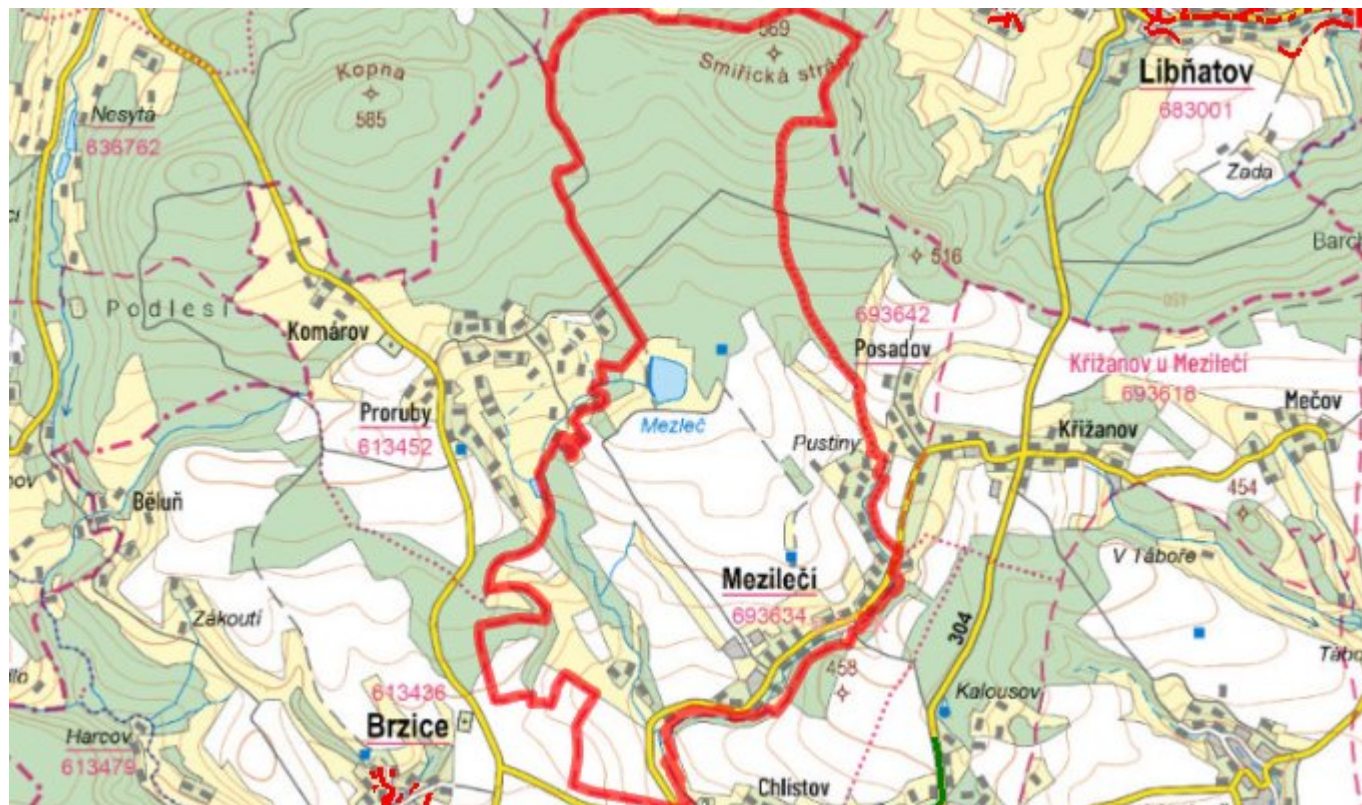 569
Smiřická stráň
Kopna
585
Libňatov
683001
Nesytá
636762
Zada
516
Podlesí
Komárov
693642
Posadov
Křižanov u Mezilečí
693618
Mečov
Proruby
613452
Mezleč
Pustiny
Křižanov
Běluň
454
V Táboře
Mezilečí
693634
Zákoutí
304
458
Kalousov
613436
Brzice
Harcov
613479
Chlístov